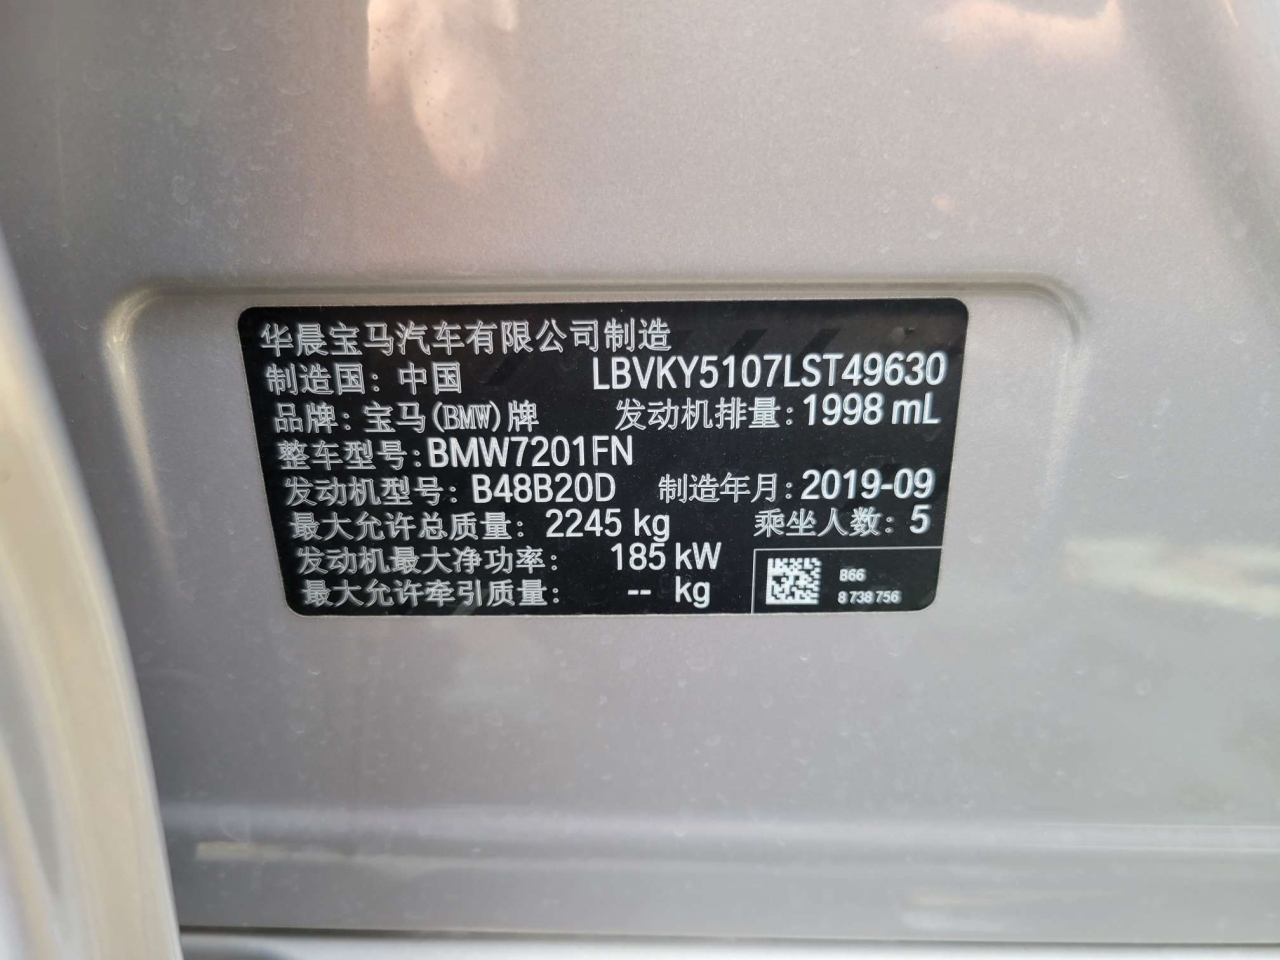 华晨宝马汽车有限公司制造
制造国：中国 LBVKY5107LST49630
品牌：宝马(BMW)牌 发动机排量：1998 mL
整车型号：BMW7201FN
发动机型号：B48B20D 制造年月：2019-09
最大允许总质量：2245 kg 乘坐人数：5
发动机最大净功率：185 kW
最大允许牵引质量：-- kg
B66
8 738 756